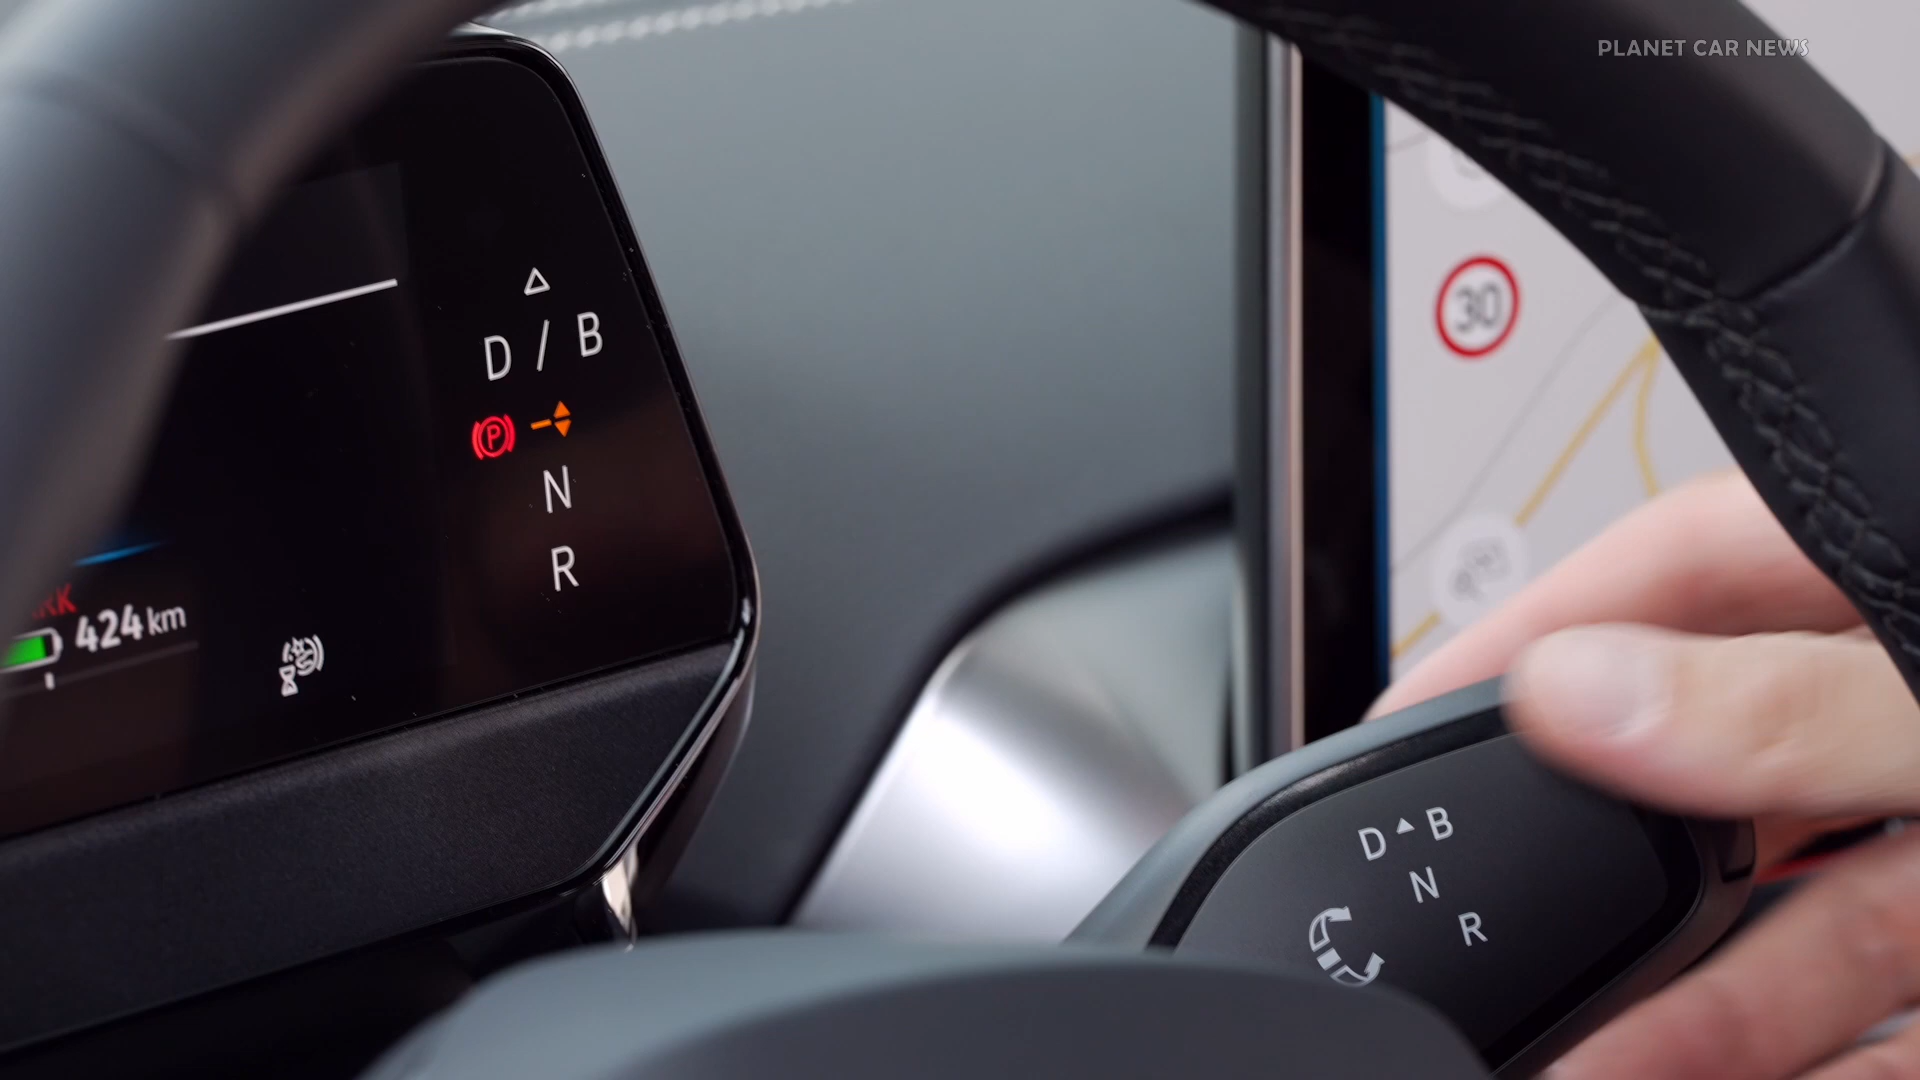 PLANET CAR NEWS
D / B
P
N
R
424 km
30
D B
N
R